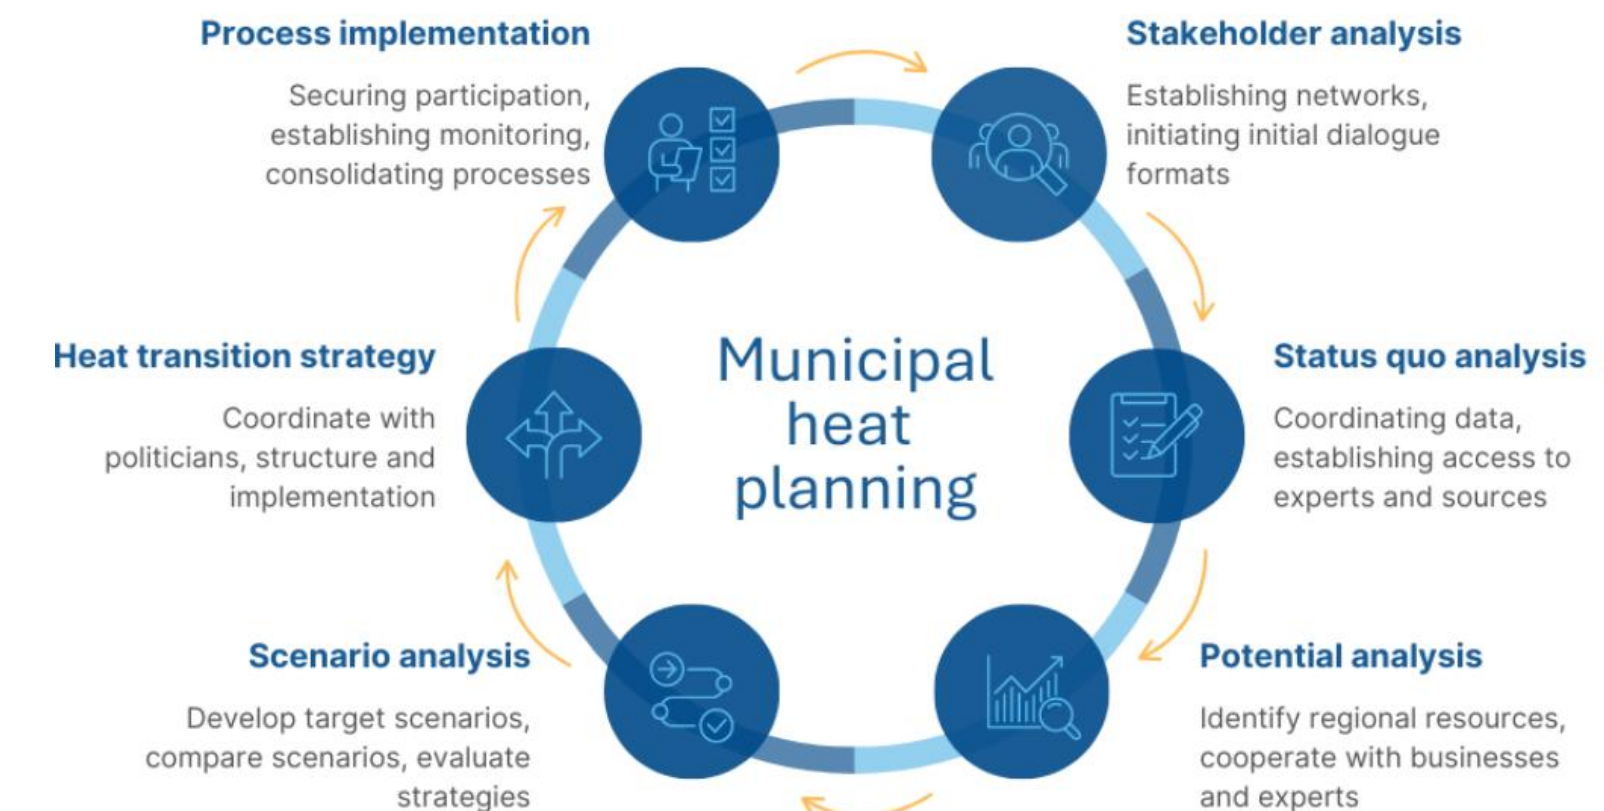 Process implementation
Securing participation,
establishing monitoring,
consolidating processes
Stakeholder analysis
Establishing networks,
initiating initial dialogue
formats
Heat transition strategy
Coordinate with
politicians, structure and
implementation
Municipal
heat
planning
Status quo analysis
Coordinating data,
establishing access to
experts and sources
Scenario analysis
Develop target scenarios,
compare scenarios, evaluate
strategies
Potential analysis
Identify regional resources,
cooperate with businesses
and experts